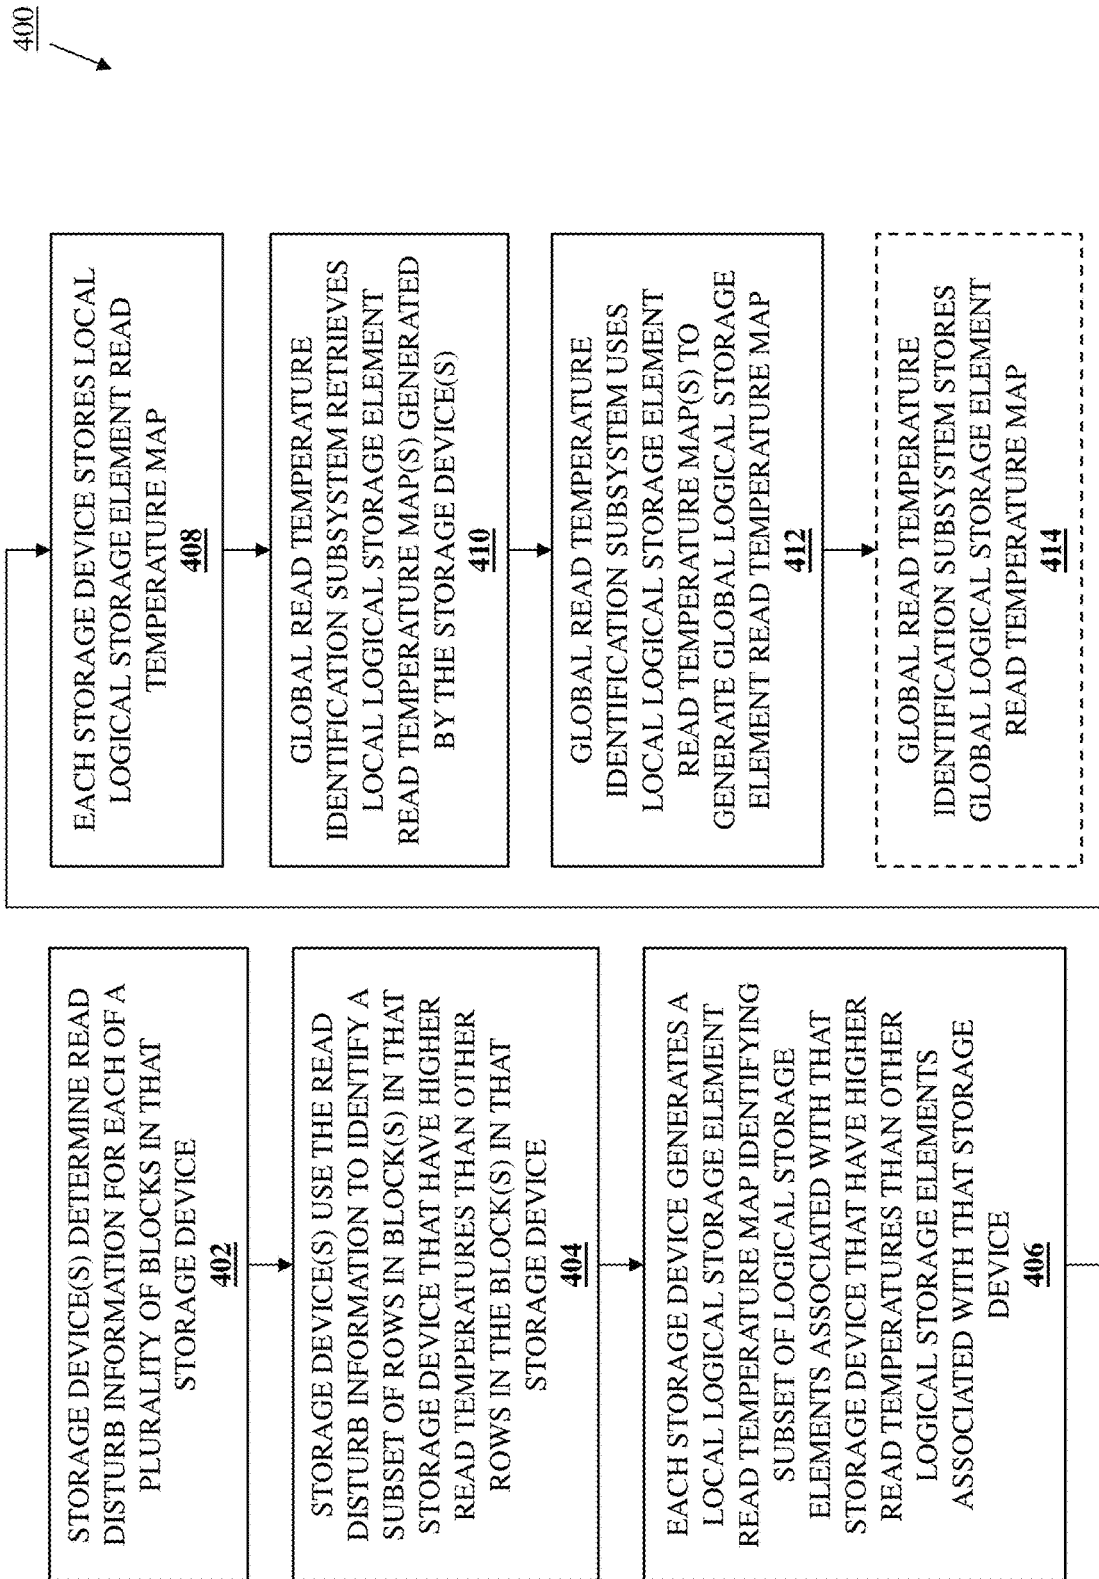 400
STORAGE DEVICE(S) DETERMINE READ
DISTURB INFORMATION FOR EACH OF A
PLURALITY OF BLOCKS IN THAT
STORAGE DEVICE
402
STORAGE DEVICE(S) USE THE READ
DISTURB INFORMATION TO IDENTIFY A
SUBSET OF ROWS IN BLOCK(S) IN THAT
STORAGE DEVICE THAT HAVE HIGHER
READ TEMPERATURES THAN OTHER
ROWS IN THE BLOCK(S) IN THAT
STORAGE DEVICE
404
EACH STORAGE DEVICE GENERATES A
LOCAL LOGICAL STORAGE ELEMENT
READ TEMPERATURE MAP IDENTIFYING
SUBSET OF LOGICAL STORAGE
ELEMENTS ASSOCIATED WITH THAT
STORAGE DEVICE THAT HAVE HIGHER
READ TEMPERATURES THAN OTHER
LOGICAL STORAGE ELEMENTS
ASSOCIATED WITH THAT STORAGE
DEVICE
406
EACH STORAGE DEVICE STORES LOCAL
LOGICAL STORAGE ELEMENT READ
TEMPERATURE MAP
408
GLOBAL READ TEMPERATURE
IDENTIFICATION SUBSYSTEM RETRIEVES
LOCAL LOGICAL STORAGE ELEMENT
READ TEMPERATURE MAP(S) GENERATED
BY THE STORAGE DEVICE(S)
410
GLOBAL READ TEMPERATURE
IDENTIFICATION SUBSYSTEM USES
LOCAL LOGICAL STORAGE ELEMENT
READ TEMPERATURE MAP(S) TO
GENERATE GLOBAL LOGICAL STORAGE
ELEMENT READ TEMPERATURE MAP
412
GLOBAL READ TEMPERATURE
IDENTIFICATION SUBSYSTEM STORES
GLOBAL LOGICAL STORAGE ELEMENT
READ TEMPERATURE MAP
414